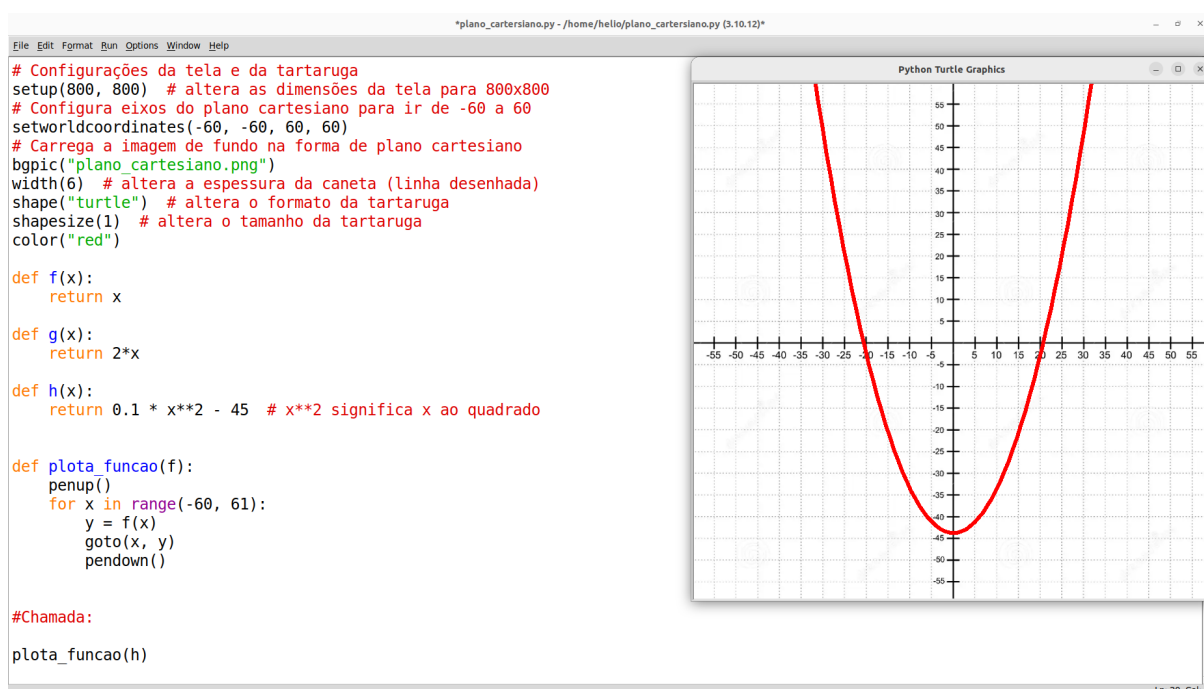 *plano_cartersiano.py - /home/helio/plano_cartersiano.py (3.10.12)*
File Edit Format Run Options Window Help
# Configurações da tela e da tartaruga
setup(800, 800)  # altera as dimensões da tela para 800x800
# Configura eixos do plano cartesiano para ir de -60 a 60
setworldcoordinates(-60, -60, 60, 60)
# Carrega a imagem de fundo na forma de plano cartesiano
bgpic("plano_cartesiano.png")
width(6)  # altera a espessura da caneta (linha desenhada)
shape("turtle")  # altera o formato da tartaruga
shapesize(1)  # altera o tamanho da tartaruga
color("red")
def f(x):
    return x
def g(x):
    return 2*x
def h(x):
    return 0.1 * x**2 - 45  # x**2 significa x ao quadrado
def plota_funcao(f):
    penup()
    for x in range(-60, 61):
        y = f(x)
        goto(x, y)
        pendown()
#Chamada:
plota_funcao(h)
Python Turtle Graphics
55
50
45
40
35
30
25
20
15
10
5
-55 -50 -45 -40 -35 -30 -25 -20 -15 -10 -5 5 10 15 20 25 30 35 40 45 50 55
-5
-10
-15
-20
-25
-30
-35
-40
-45
-50
-55